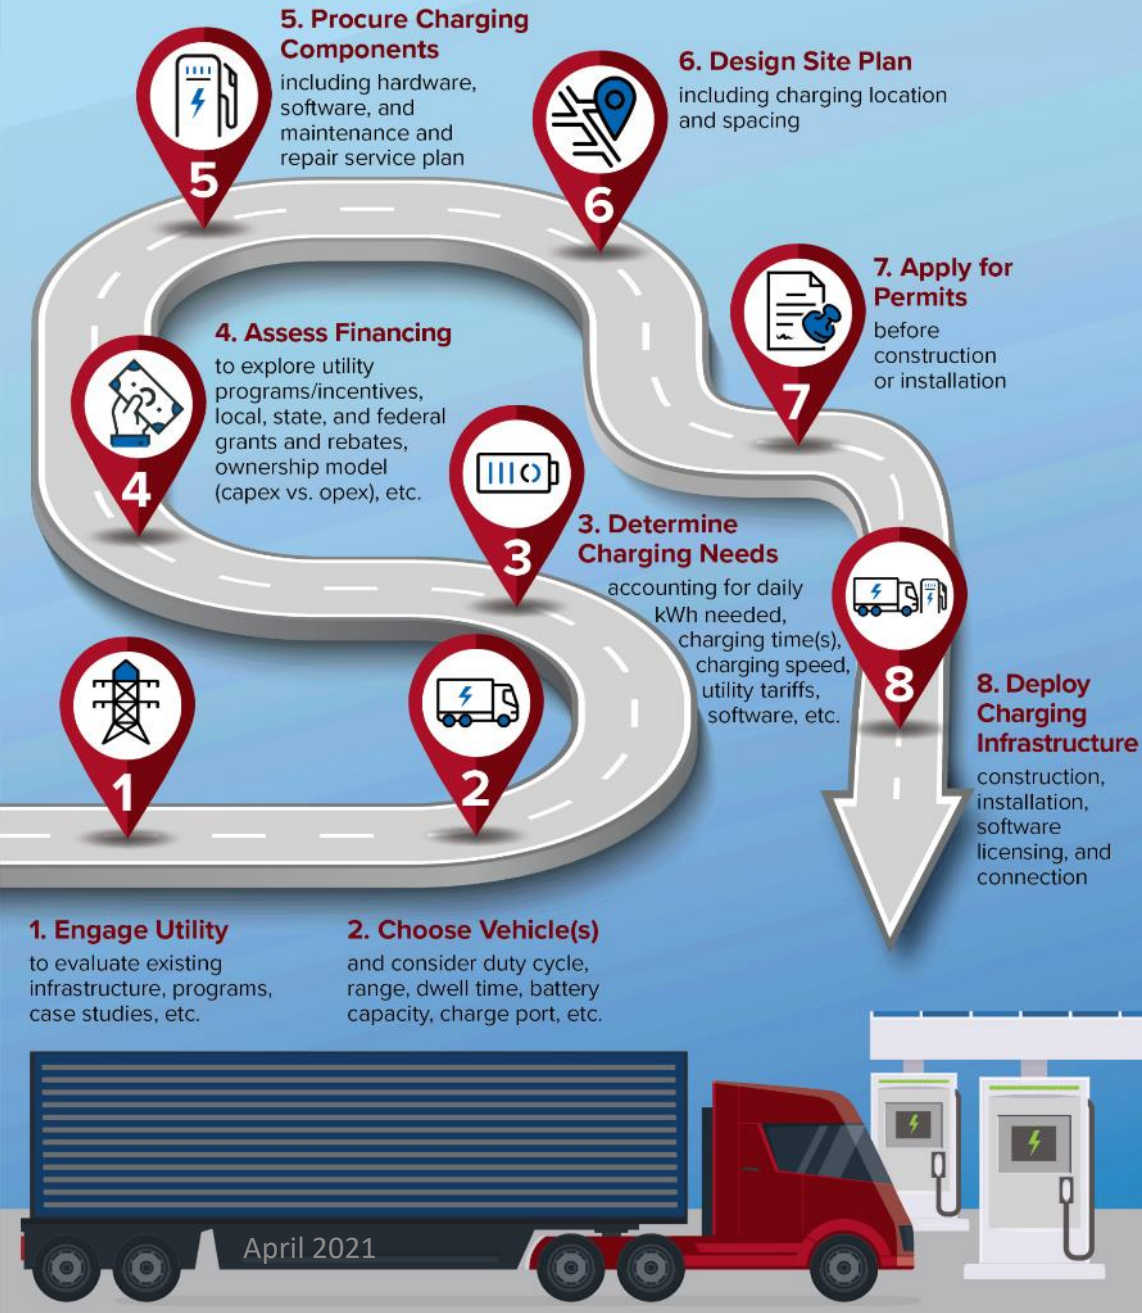 5. Procure Charging
Components
including hardware,
software, and
maintenance and
repair service plan
5
6. Design Site Plan
including charging location
and spacing
6
7. Apply for
Permits
before
construction
or installation
7
4. Assess Financing
to explore utility
programs/incentives,
local, state, and federal
grants and rebates,
ownership model
(capex vs. opex), etc.
4
3
3. Determine
Charging Needs
accounting for daily
kWh needed,
charging time(s),
charging speed,
utility tariffs,
software, etc.
8
8. Deploy
Charging
Infrastructure
construction,
installation,
software
licensing, and
connection
1
2
1. Engage Utility
to evaluate existing
infrastructure, programs,
case studies, etc.
2. Choose Vehicle(s)
and consider duty cycle,
range, dwell time, battery
capacity, charge port, etc.
April 2021